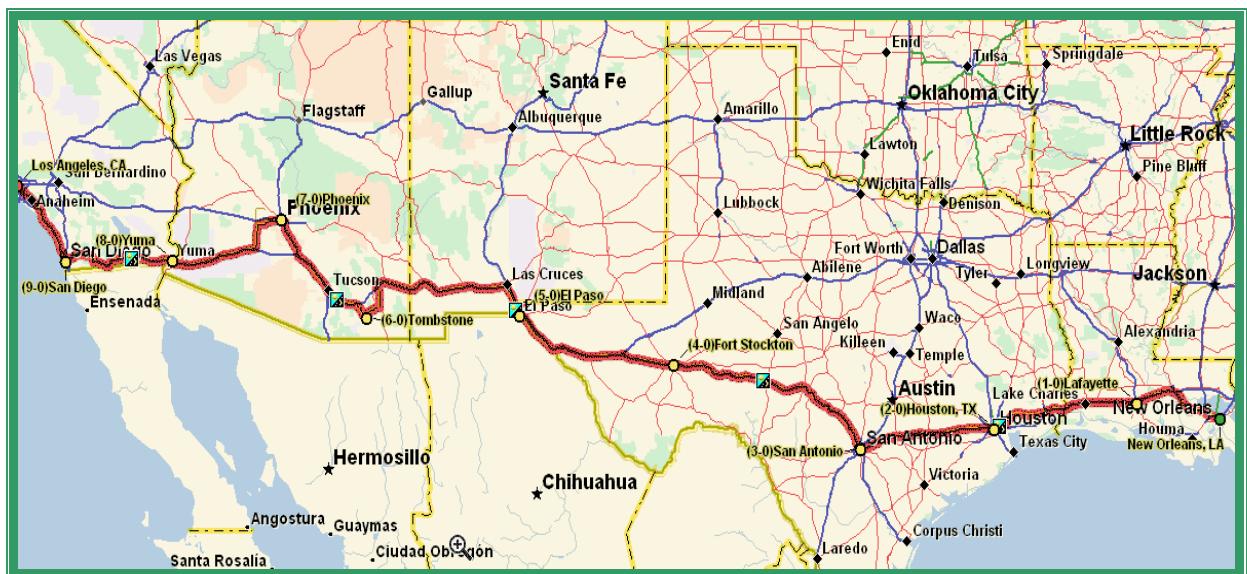 Las Vegas
Flagstaff
Gallup
Santa Fe
Albuquerque
Amarillo
Enid
Tulsa
Springdale
Oklahoma City
Lawton
Little Rock
Pine Bluff
Los Angeles, CA
San Bernardino
Anaheim
(7-0)Phoenix
Phoenix
Lubbock
Wichita Falls
Denison
(8-0)Yuma
San Diego
Yuma
(9-0)San Diego
Ensenada
Tucson
(6-0)Tombstone
Las Cruces
(5-0)El Paso
El Paso
Fort Worth
Dallas
Abilene
Tyler
Longview
Jackson
Midland
San Angelo
Waco
Killeen
Temple
Alexandria
(4-0)Fort Stockton
Austin
(1-0)Lafayette
Lake Charles
(2-0)Houston, TX
Houston
New Orleans
Houma
New Orleans, LA
San Antonio
(3-0)San Antonio
Texas City
Victoria
Hermosillo
Chihuahua
Angostura
Guaymas
Corpus Christi
Santa Rosalía
Ciudad Obregón
Laredo